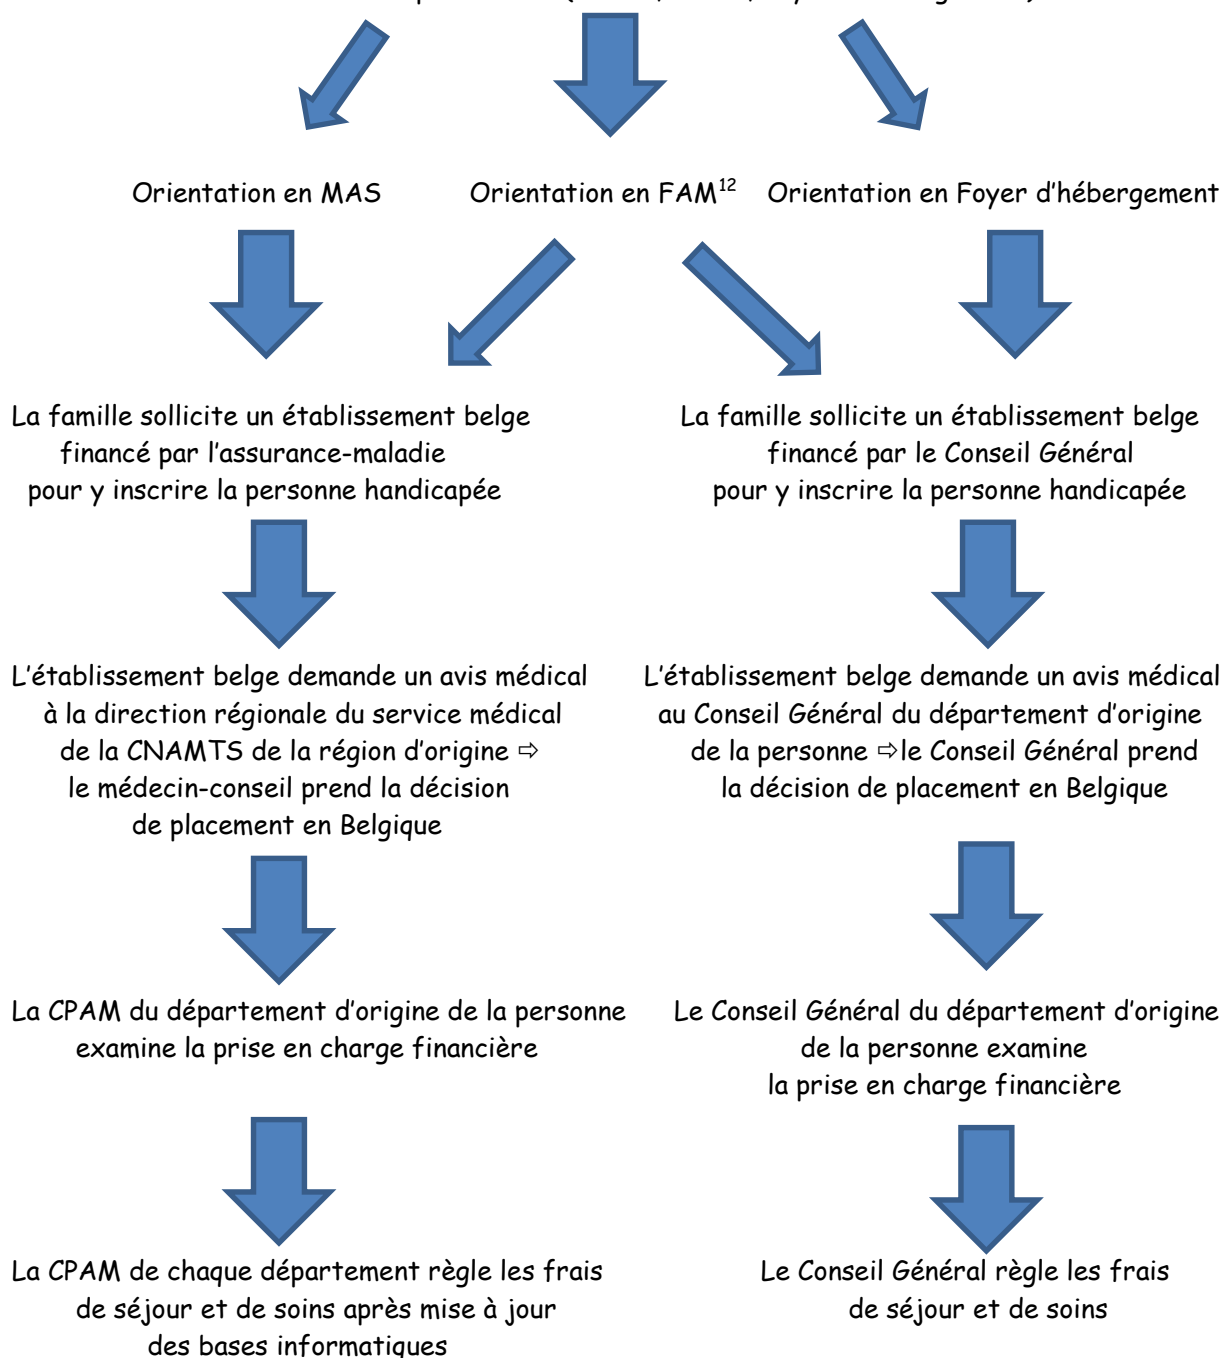 Orientation en MAS
Orientation en FAM12
Orientation en Foyer d'hébergement
La famille sollicite un établissement belge
financé par l'assurance-maladie
pour y inscrire la personne handicapée
La famille sollicite un établissement belge
financé par le Conseil Général
pour y inscrire la personne handicapée
L'établissement belge demande un avis médical
à la direction régionale du service médical
de la CNAMTS de la région d'origine ⇨
le médecin-conseil prend la décision
de placement en Belgique
L'établissement belge demande un avis médical
au Conseil Général du département d'origine
de la personne ⇨le Conseil Général prend
la décision de placement en Belgique
La CPAM du département d'origine de la personne
examine la prise en charge financière
Le Conseil Général du département d'origine
de la personne examine
la prise en charge financière
La CPAM de chaque département règle les frais
de séjour et de soins après mise à jour
des bases informatiques
Le Conseil Général règle les frais
de séjour et de soins